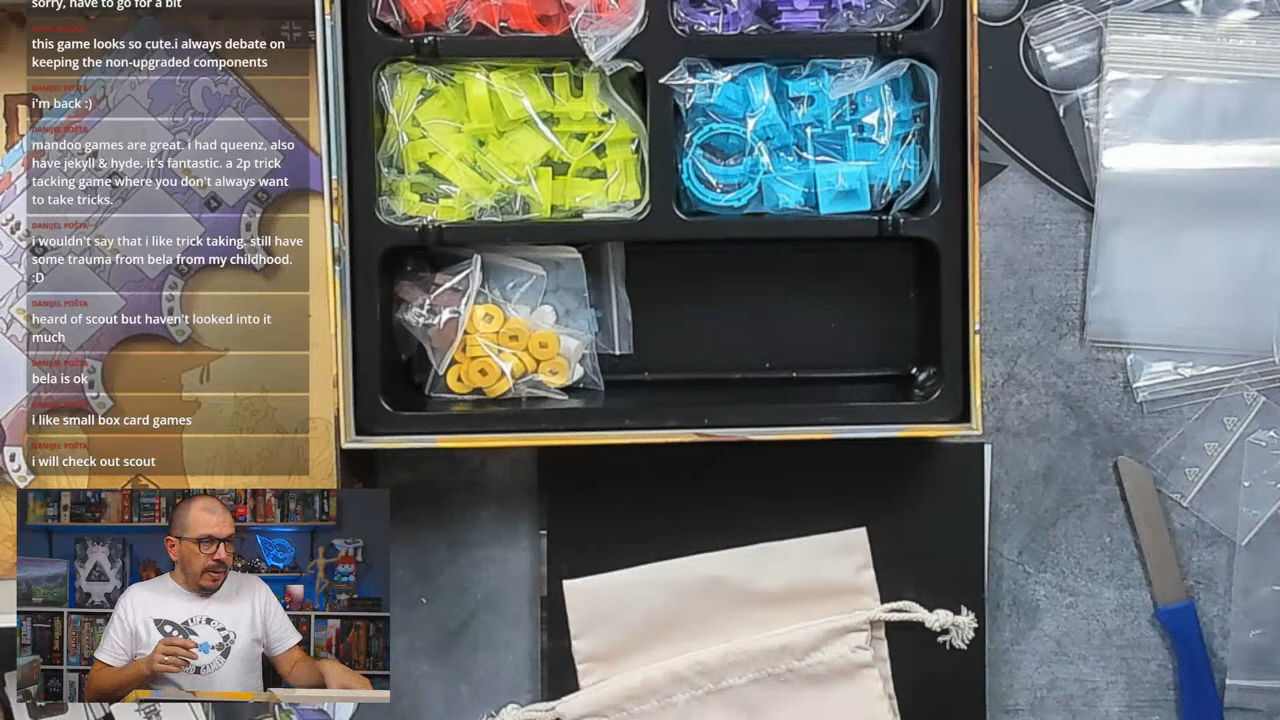 sorry, have to go for a bit
this game looks so cute.i always debate on
keeping the non-upgraded components
DANIJEL POŠTA
i'm back :)
DANIJEL POŠTA
mandoo games are great. i had queenz, also
have jekyll & hyde. it's fantastic. a 2p trick
tacking game where you don't always want
to take tricks.
DANIJEL POŠTA
i wouldn't say that i like trick taking. still have
some trauma from bela from my childhood.
:D
DANIJEL POŠTA
heard of scout but haven't looked into it
much
DANIJEL POŠTA
bela is ok
DANIJEL POŠTA
i like small box card games
DANIJEL POŠTA
i will check out scout
LIFE OF